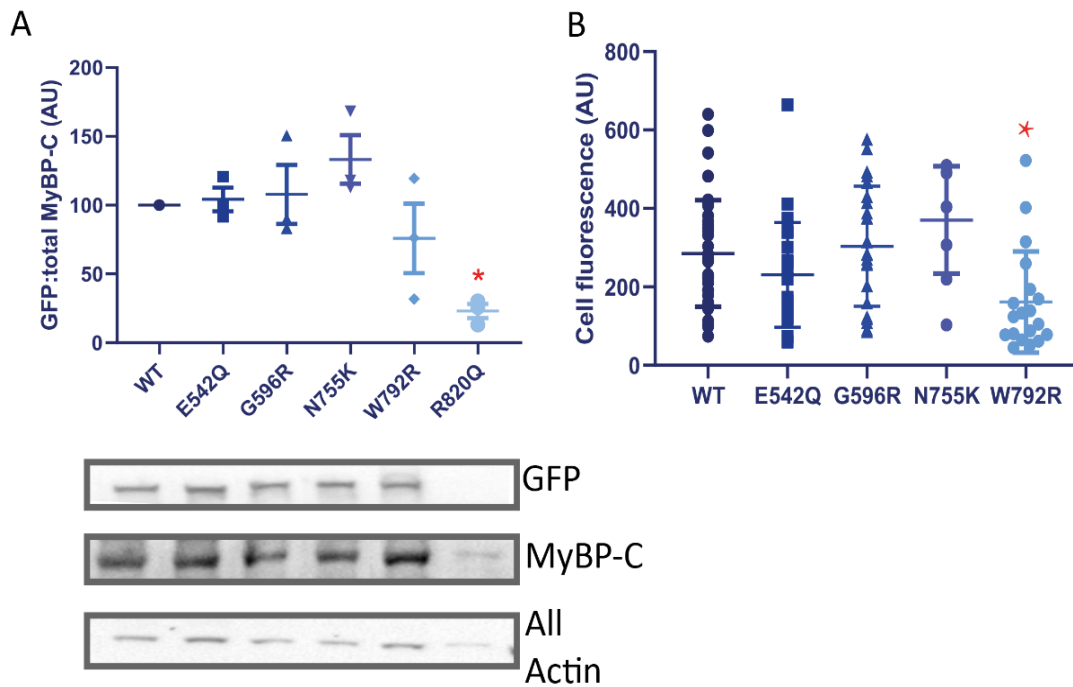 A
GFP:total MyBP-C (AU)
200
150
100
50
0
WT
E542Q
G596R
N755K
W792R
R820Q
*
B
Cell fluorescence (AU)
800
600
400
200
0
WT
E542Q
G596R
N755K
W792R
*
GFP
MyBP-C
All
Actin